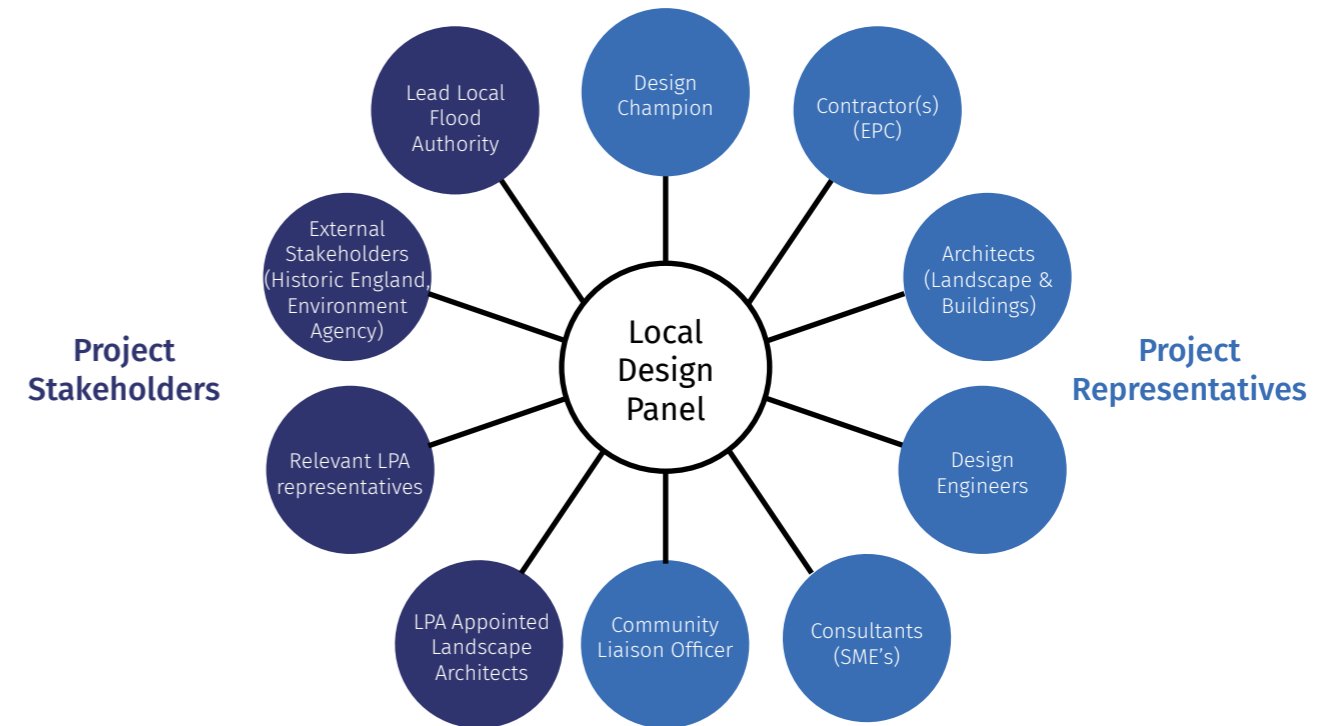 Lead Local
Flood
Authority
Design
Champion
Contractor(s)
(EPC)
External
Stakeholders
(Historic England,
Environment
Agency)
Architects
(Landscape &
Buildings)
Project
Stakeholders
Local
Design
Panel
Project
Representatives
Relevant LPA
representatives
Design
Engineers
LPA Appointed
Landscape
Architects
Community
Liaison Officer
Consultants
(SME's)